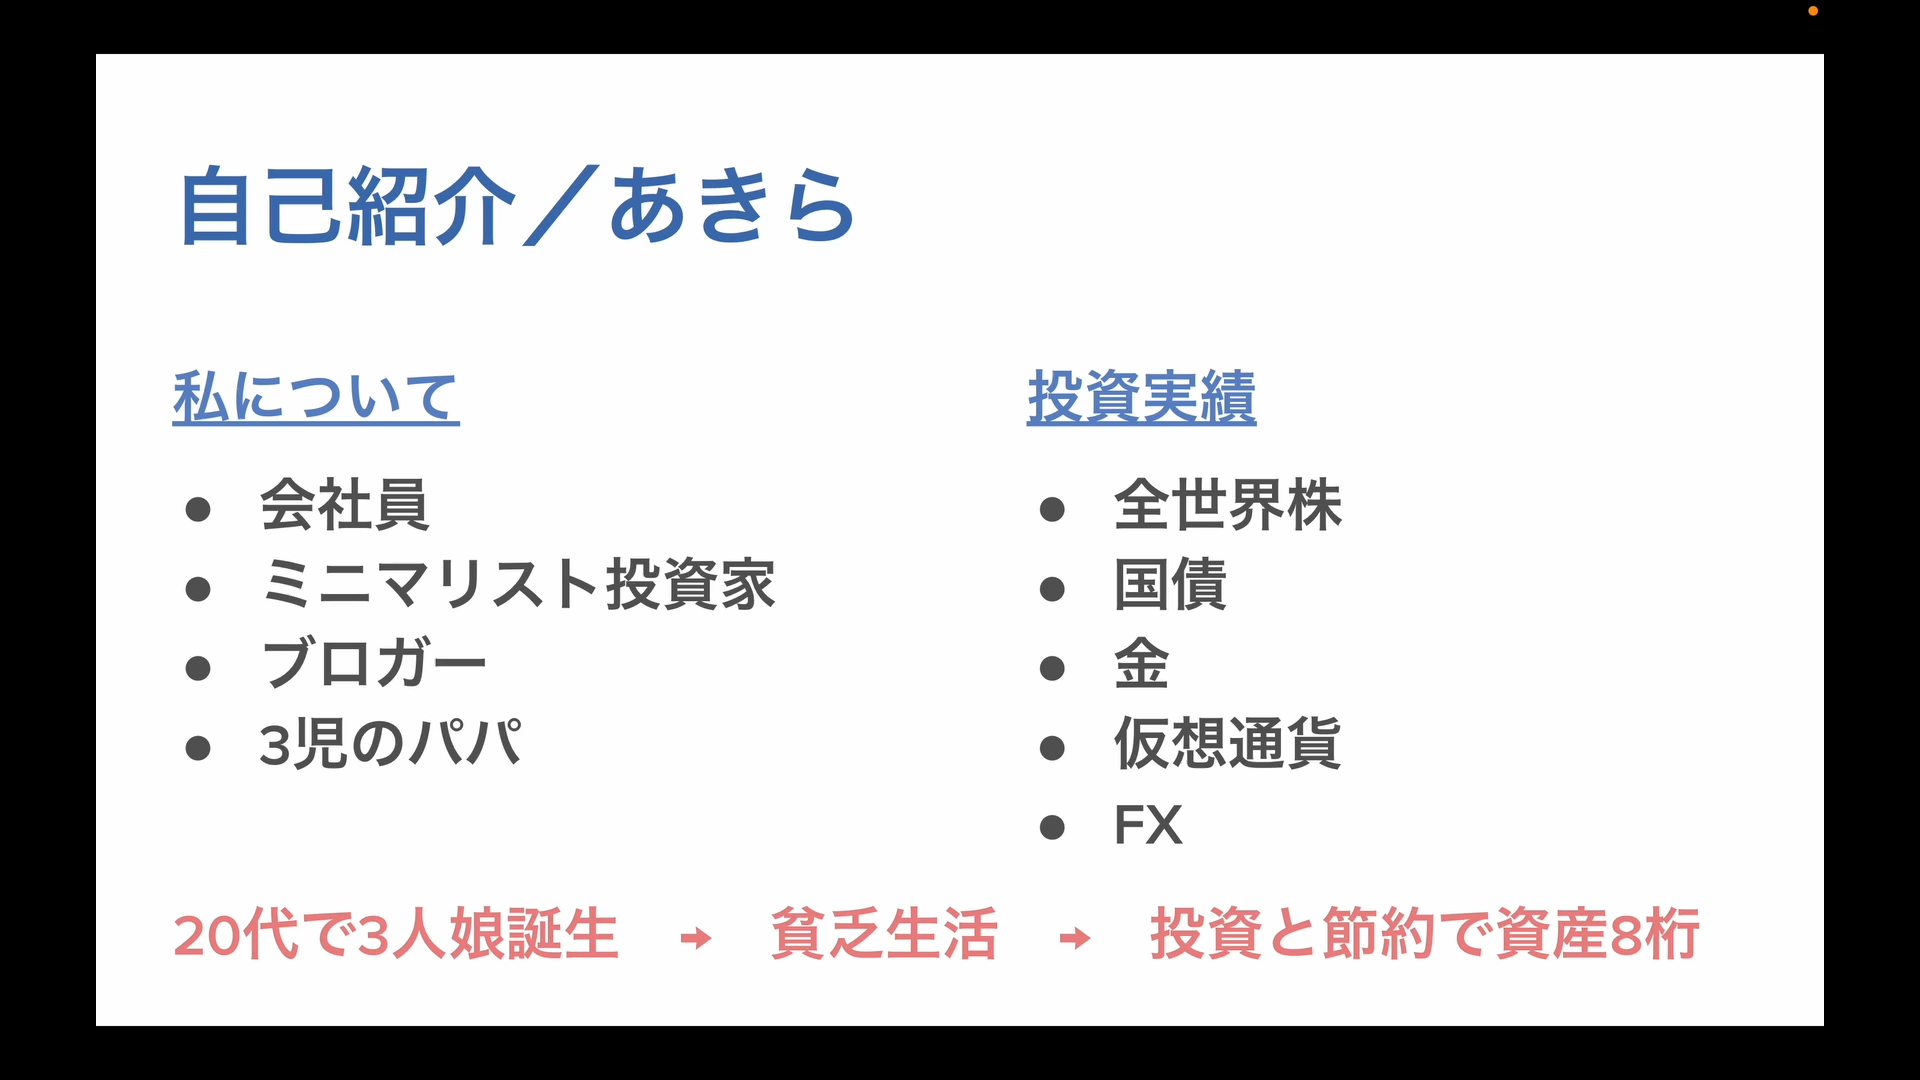 自己紹介／あきら
私について
● 会社員
● ミニマリスト投資家
● ブロガー
● 3児のパパ
投資実績
● 全世界株
● 国債
● 金
● 仮想通貨
● FX
20代で3人娘誕生 → 貧乏生活 → 投資と節約で資産8桁